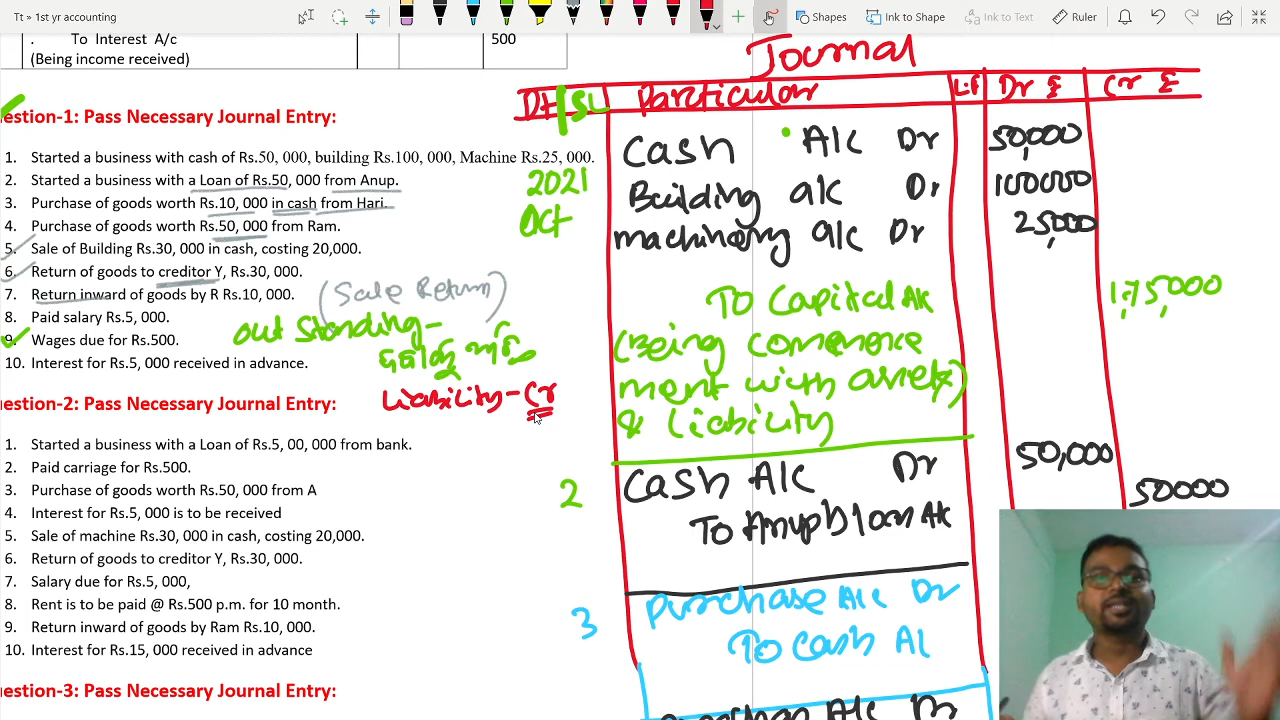 Tt » 1st yr accounting
Shapes
Ink to Shape
Ink to Text
Ruler
. To Interest A/c
(Being income received)
500
Journal
Dt/SL Particular L.F Dr ₤ Cr ₤
estion-1: Pass Necessary Journal Entry:
1. Started a business with cash of Rs.50, 000, building Rs.100, 000, Machine Rs.25, 000.
2. Started a business with a Loan of Rs.50, 000 from Anup.
3. Purchase of goods worth Rs.10, 000 in cash from Hari.
4. Purchase of goods worth Rs.50, 000 from Ram.
5. Sale of Building Rs.30, 000 in cash, costing 20,000.
6. Return of goods to creditor Y, Rs.30, 000.
7. Return inward of goods by R Rs.10, 000.
(Sale Return)
8. Paid salary Rs.5, 000.
9. Wages due for Rs.500.
out Standing-
10. Interest for Rs.5, 000 received in advance.
Liability - Cr
estion-2: Pass Necessary Journal Entry:
1. Started a business with a Loan of Rs.5, 00, 000 from bank.
2. Paid carriage for Rs.500.
3. Purchase of goods worth Rs.50, 000 from A
4. Interest for Rs.5, 000 is to be received
5. Sale of machine Rs.30, 000 in cash, costing 20,000.
6. Return of goods to creditor Y, Rs.30, 000.
7. Salary due for Rs.5, 000,
8. Rent is to be paid @ Rs.500 p.m. for 10 month.
9. Return inward of goods by Ram Rs.10, 000.
10. Interest for Rs.15, 000 received in advance
estion-3: Pass Necessary Journal Entry:
2021
Oct
Cash A/c Dr 50,000
Building a/c Dr 100000
machinery a/c Dr 25,000
To Capital A/c 1,75,000
(Being commence
ment with assets)
& liability
2 Cash A/c Dr 50,000
To Anup's loan A/c 50000
3 purchase A/c Dr
To cash A/
A/c Dr